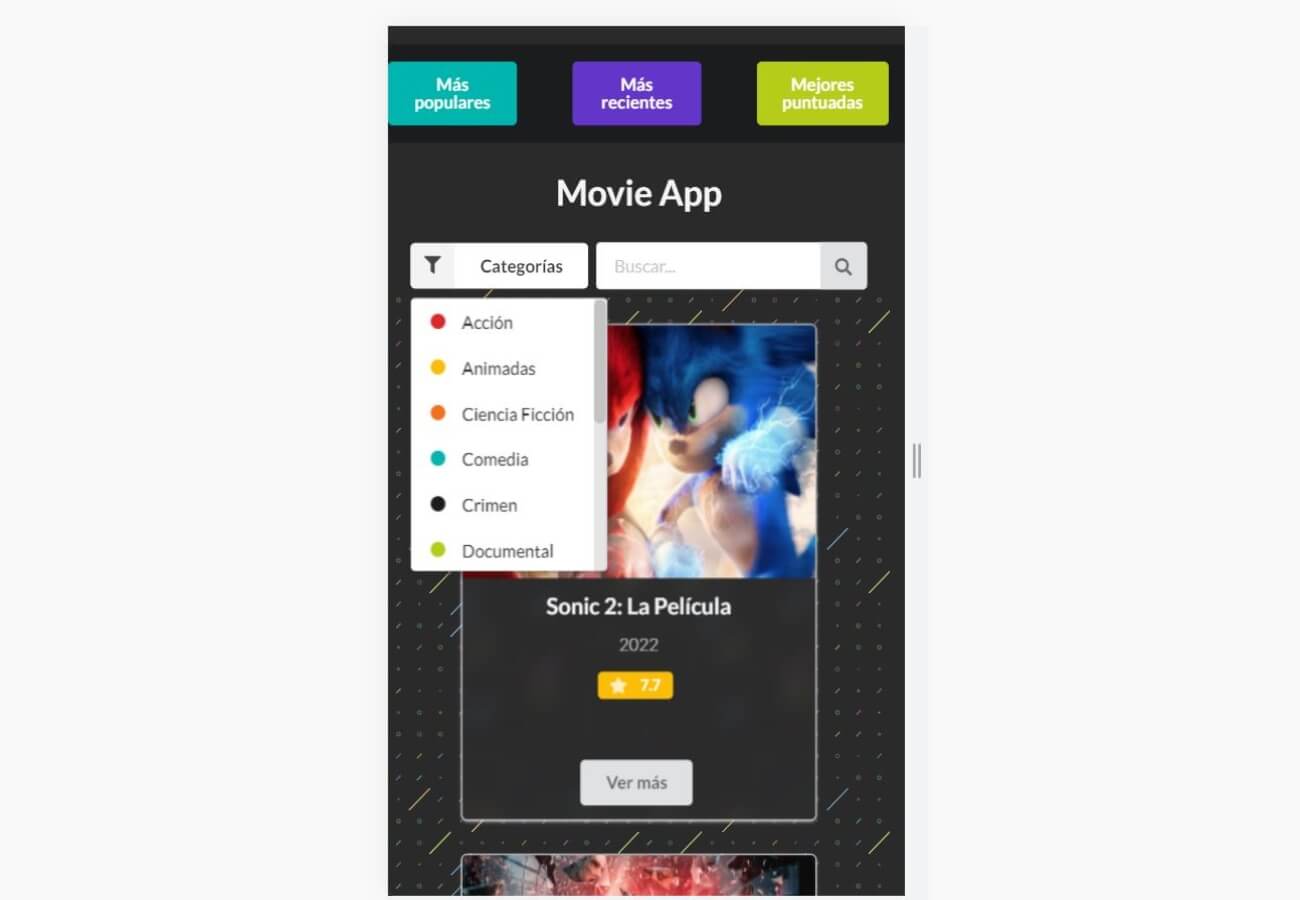 Más
populares
Más
recientes
Mejores
puntuadas
Movie App
Categorías
Buscar...
Acción
Animadas
Ciencia Ficción
Comedia
Crimen
Documental
Sonic 2: La Película
2022
7.7
Ver más